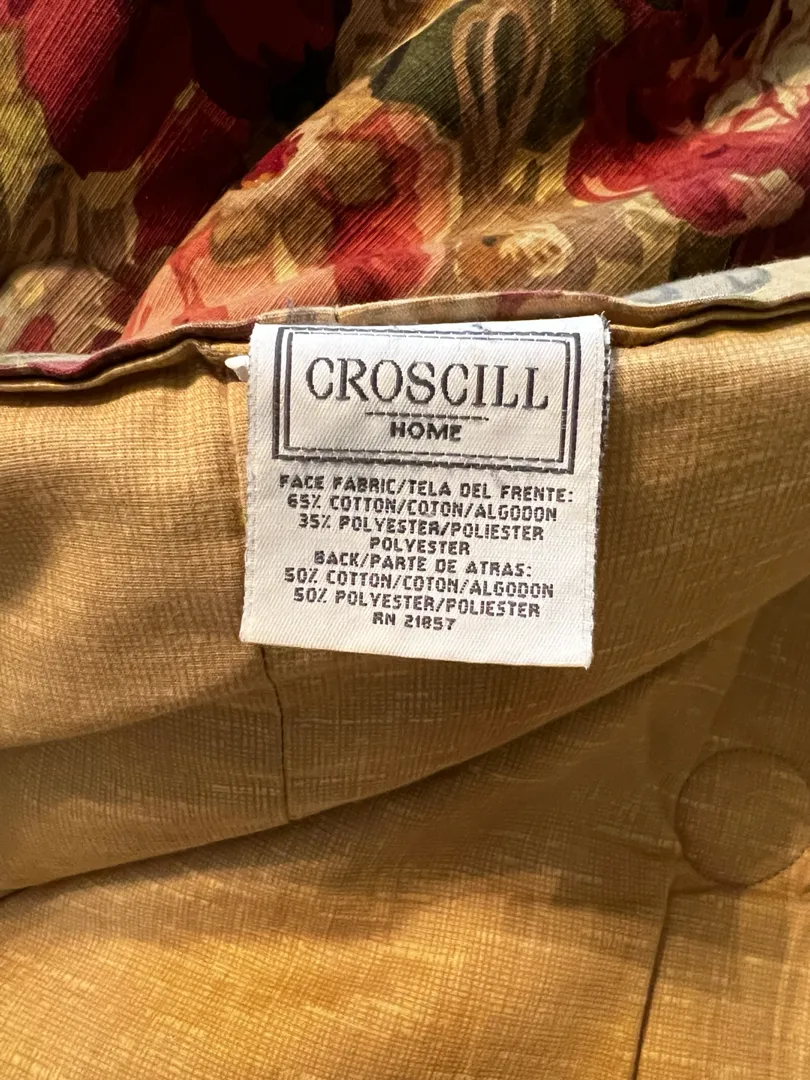 CROSCILL
HOME
FACE FABRIC/TELA DEL FRENTE:
65% COTTON/COTON/ALGODON
35% POLYESTER/POLIESTER
POLYESTER
BACK/PARTE DE ATRAS:
50% COTTON/COTON/ALGODON
50% POLYESTER/POLIESTER
RN 21857